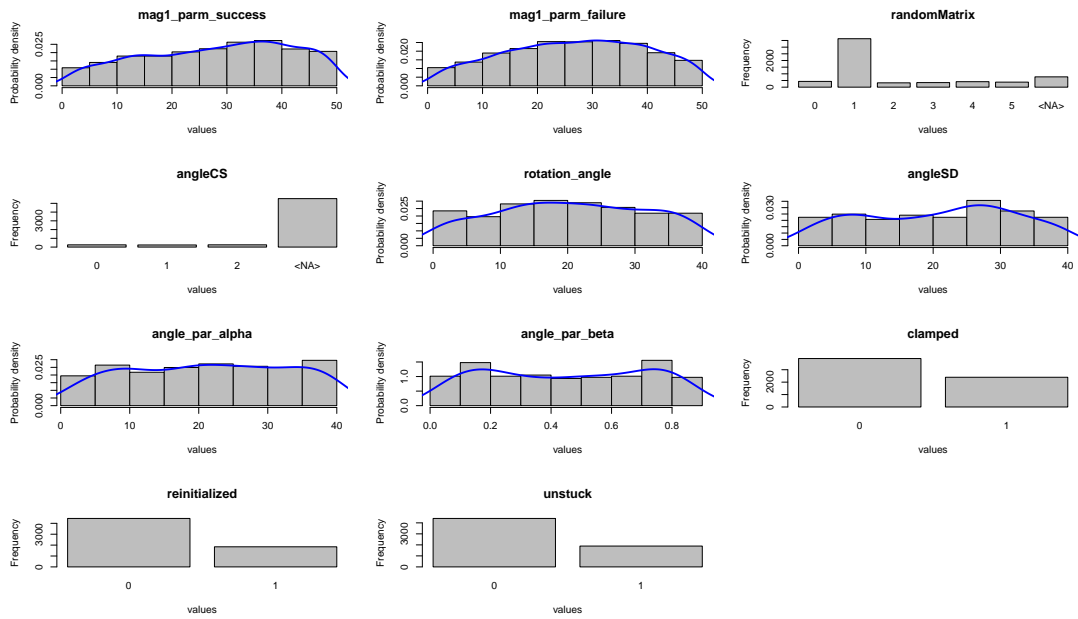 mag1_parm_success
Probability density
0.000 0.025
0 10 20 30 40 50
values
mag1_parm_failure
Probability density
0.000 0.025
0 10 20 30 40 50
values
randomMatrix
Frequency
0 2000
0 1 2 3 4 5 <NA>
values
angleCS
Frequency
0 3000
0 1 2 <NA>
values
rotation_angle
Probability density
0.000 0.025
0 10 20 30 40
values
angleSD
Probability density
0.000 0.030
0 10 20 30 40
values
angle_par_alpha
Probability density
0.000 0.025
0 10 20 30 40
values
angle_par_beta
Probability density
0.0 1.0
0.0 0.2 0.4 0.6 0.8
values
clamped
Frequency
0 2000
0 1
values
reinitialized
Frequency
0 3000
0 1
values
unstuck
Frequency
0 3000
0 1
values